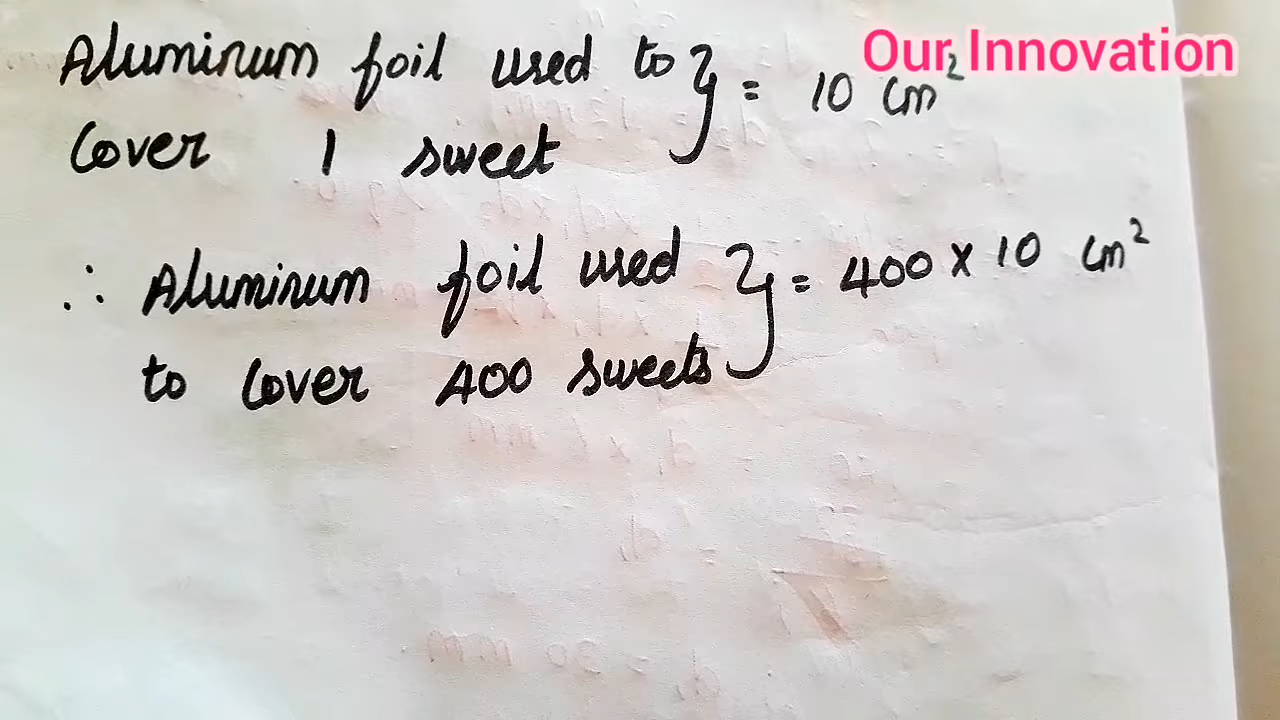 Our Innovation
Aluminum foil used to } = 10 cm²
cover 1 sweet
∴ Aluminum foil used } = 400 x 10 cm²
to cover 400 sweets